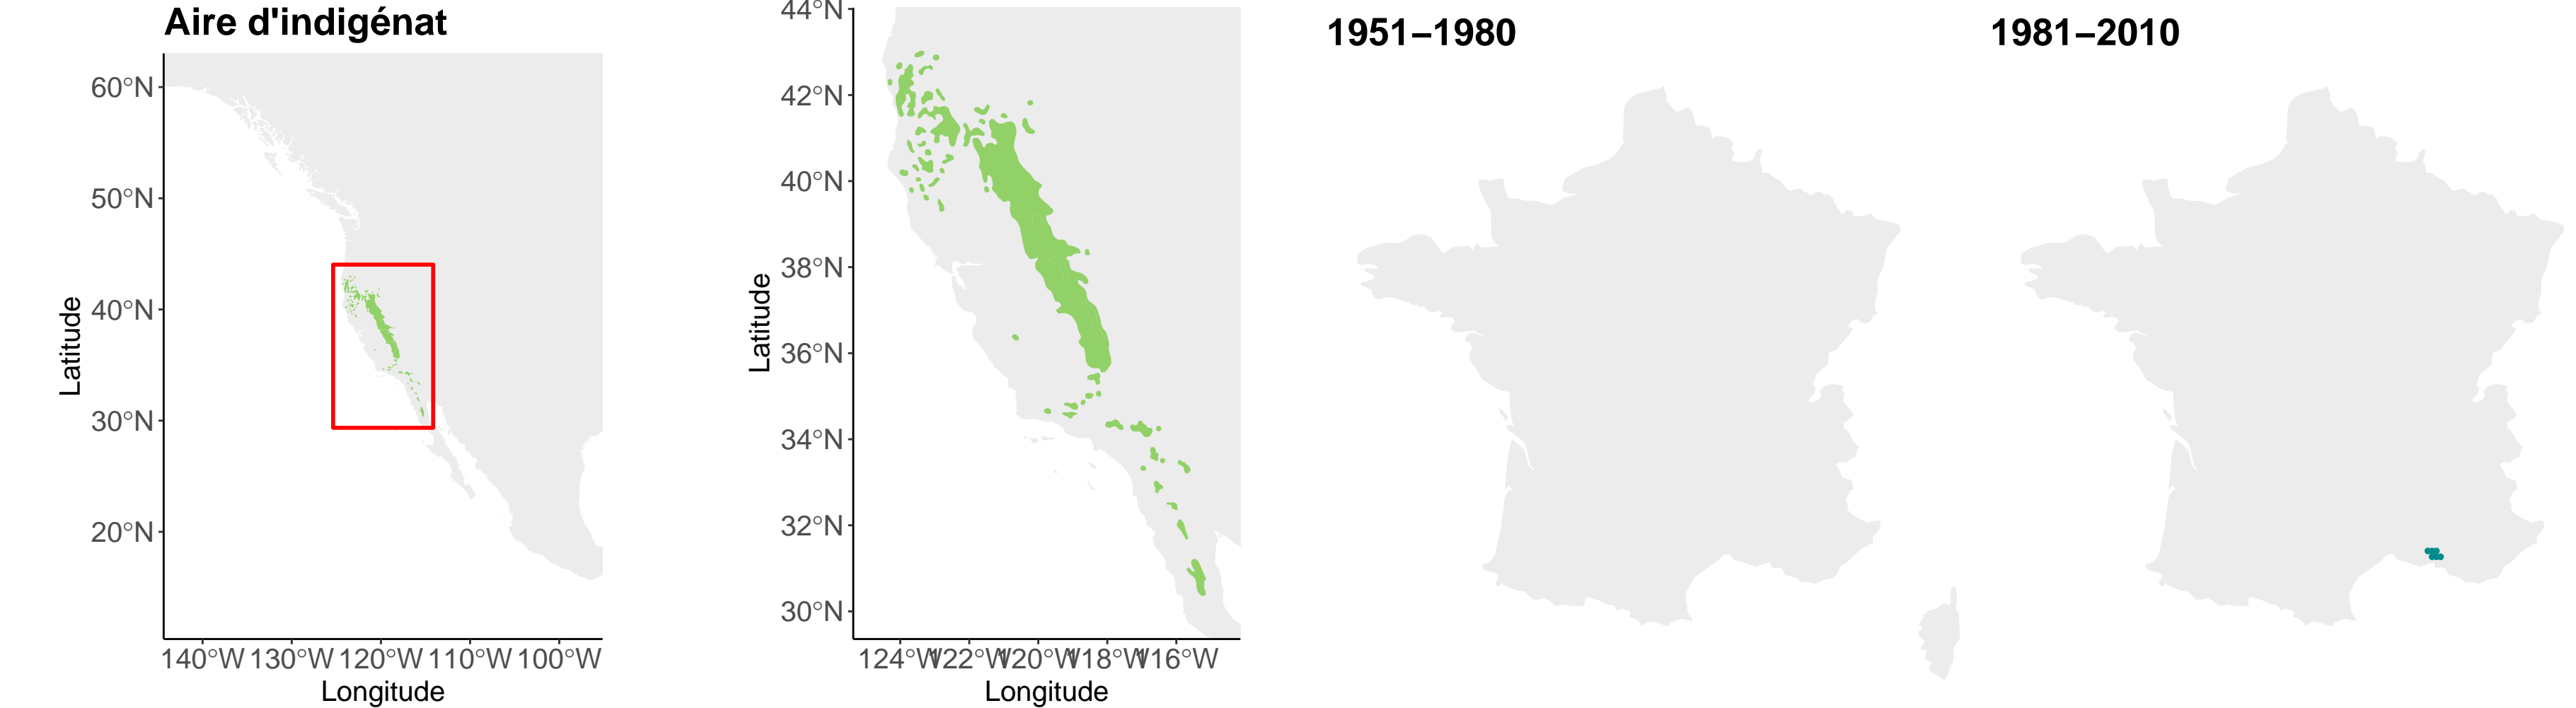 Aire d'indigénat
60°N
50°N
40°N
30°N
20°N
Latitude
140°W 130°W 120°W 110°W 100°W
Longitude
44°N
42°N
40°N
38°N
36°N
34°N
32°N
30°N
Latitude
124°W 122°W 120°W 118°W 116°W
Longitude
1951–1980
1981–2010